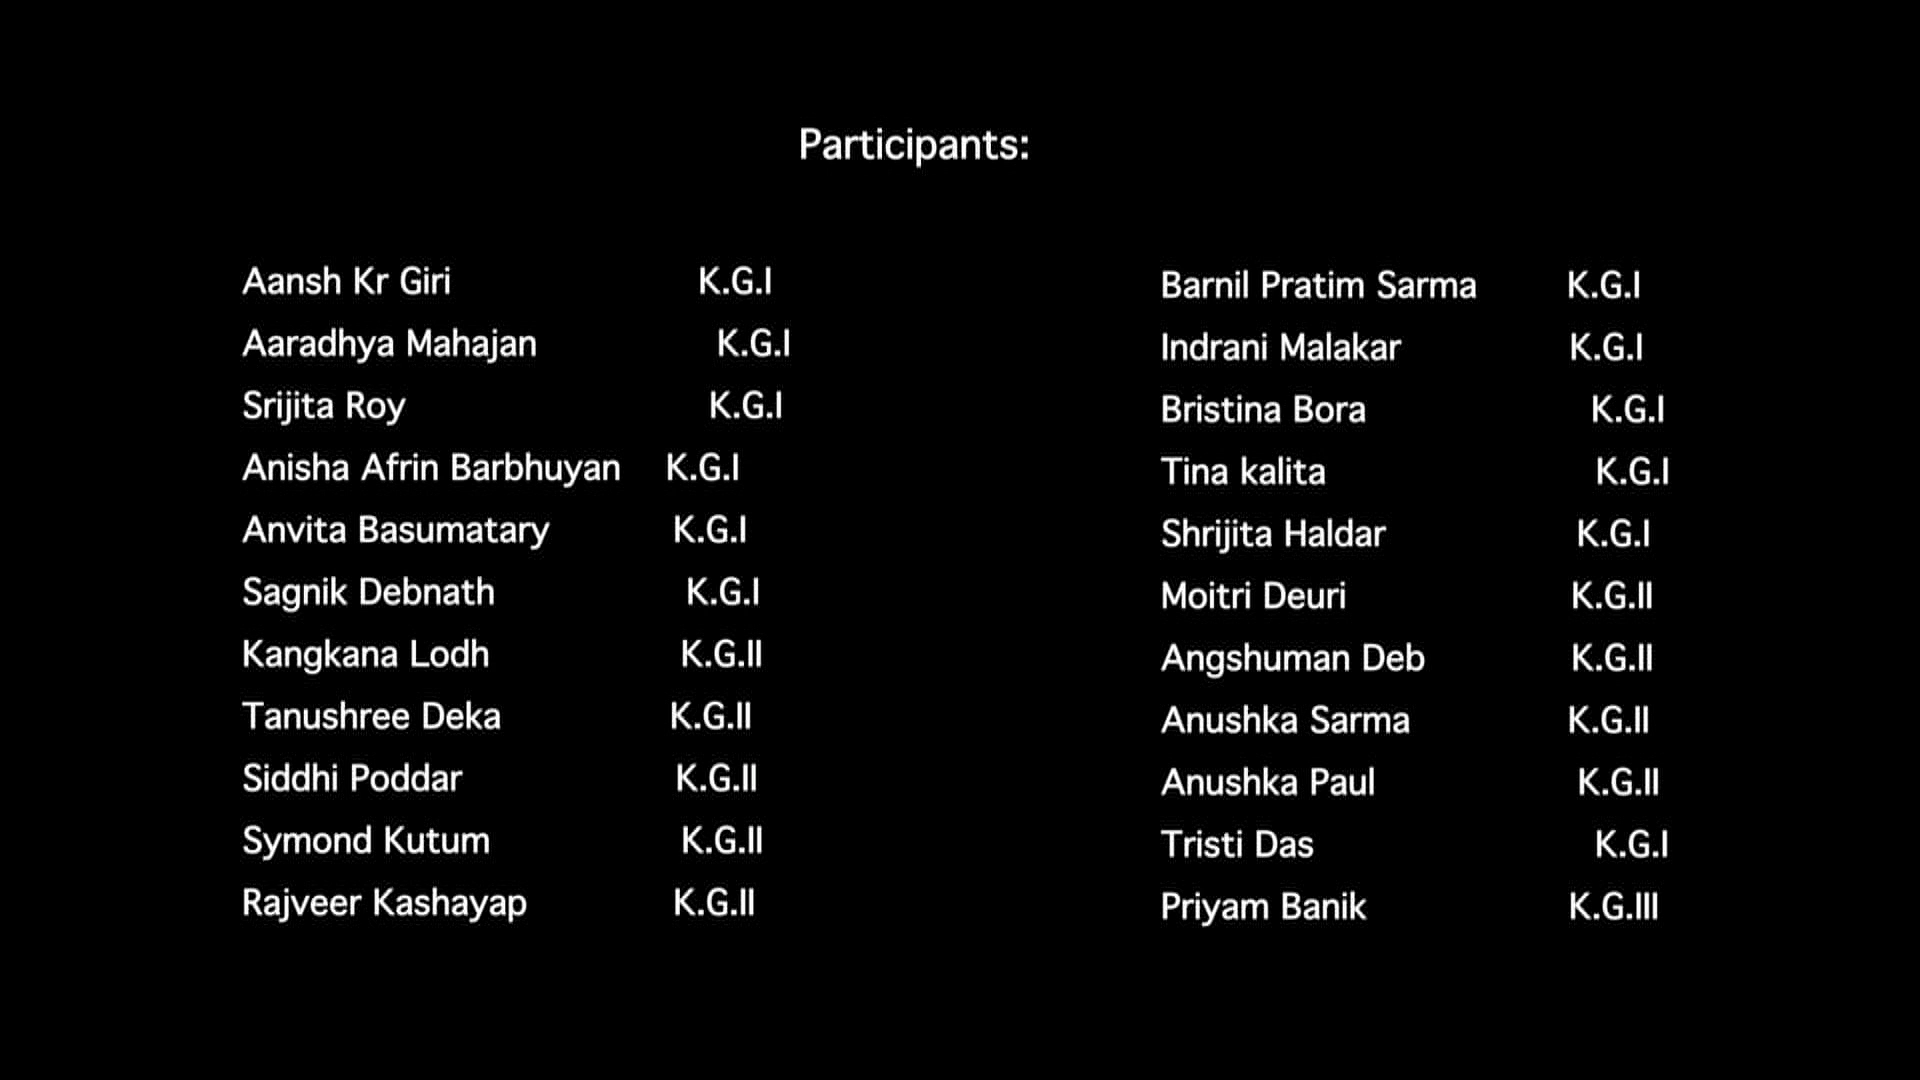 Participants:
Aansh Kr Giri K.G.I
Aaradhya Mahajan K.G.I
Srijita Roy K.G.I
Anisha Afrin Barbhuyan K.G.I
Anvita Basumatary K.G.I
Sagnik Debnath K.G.I
Kangkana Lodh K.G.II
Tanushree Deka K.G.II
Siddhi Poddar K.G.II
Symond Kutum K.G.II
Rajveer Kashayap K.G.II
Barnil Pratim Sarma K.G.I
Indrani Malakar K.G.I
Bristina Bora K.G.I
Tina kalita K.G.I
Shrijita Haldar K.G.I
Moitri Deuri K.G.II
Angshuman Deb K.G.II
Anushka Sarma K.G.II
Anushka Paul K.G.II
Tristi Das K.G.I
Priyam Banik K.G.III